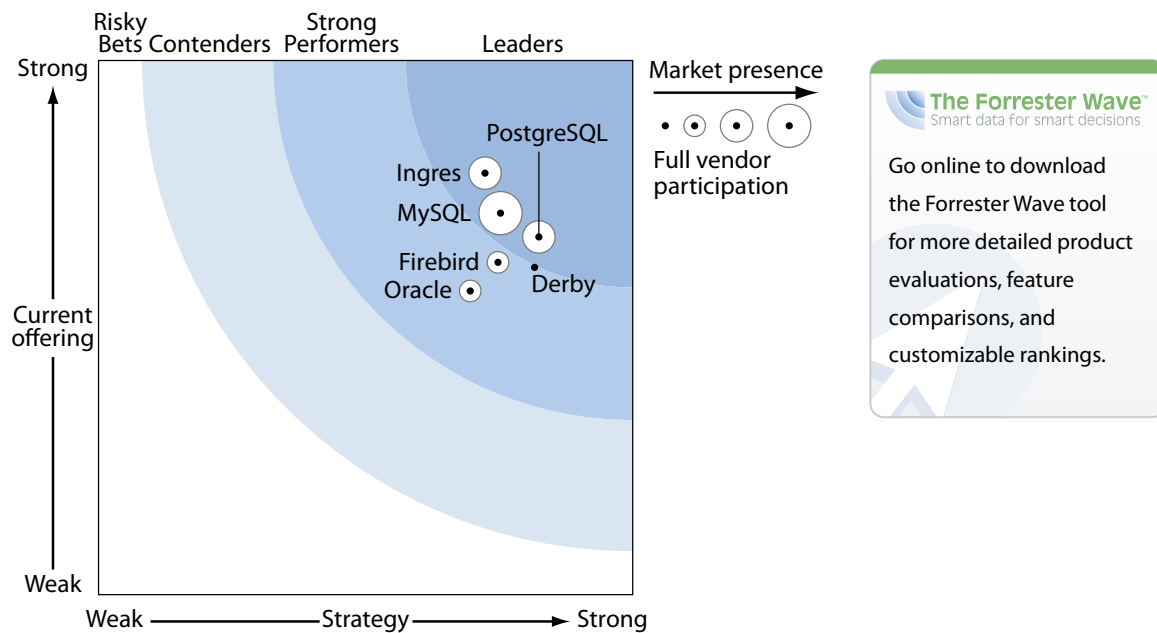 Risky
Bets
Contenders
Strong
Performers
Leaders
Strong
Current
offering
Weak
Weak
Strategy
Strong
PostgreSQL
Ingres
MySQL
Firebird
Derby
Oracle
Market presence
Full vendor
participation
The Forrester Wave™
Smart data for smart decisions
Go online to download
the Forrester Wave tool
for more detailed product
evaluations, feature
comparisons, and
customizable rankings.